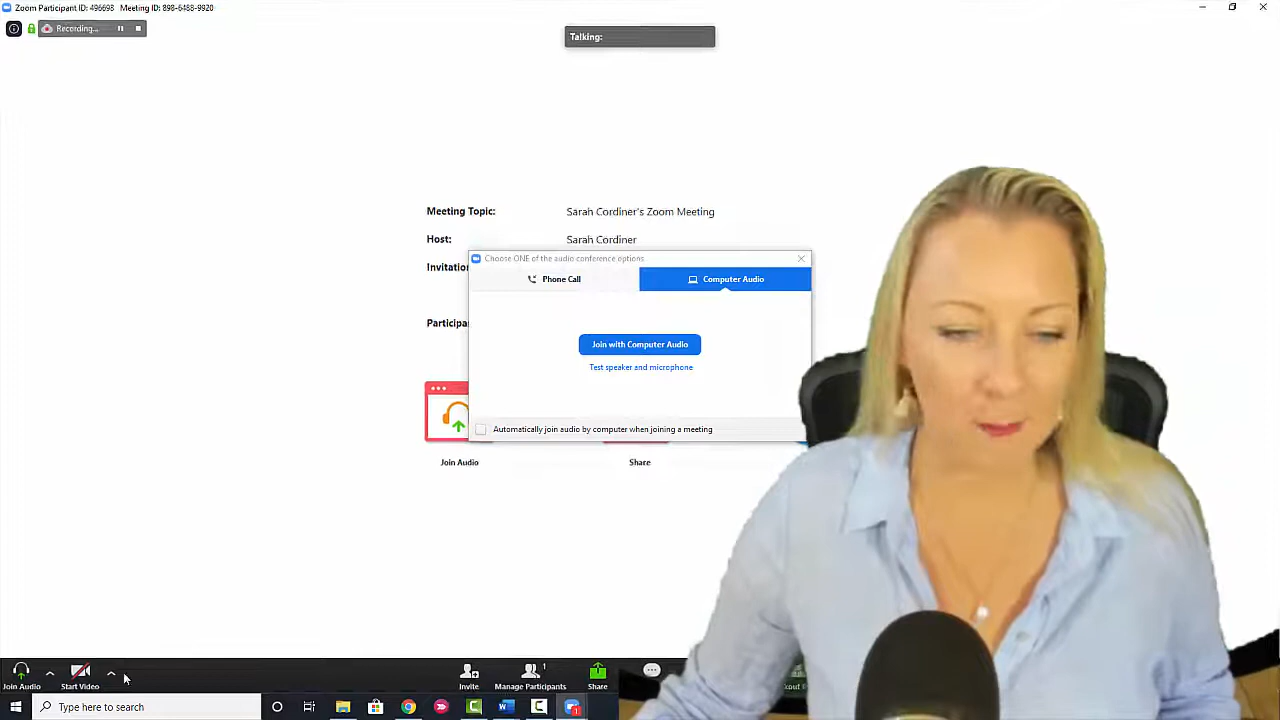 Zoom Participant ID: 496698 Meeting ID: 898-6488-9920
Recording...
Talking:
Meeting Topic: Sarah Cordiner's Zoom Meeting
Host: Sarah Cordiner
Choose ONE of the audio conference options
Invitatio
Phone Call Computer Audio
Participa
Join with Computer Audio
Test speaker and microphone
Automatically join audio by computer when joining a meeting
Join Audio Share
1
Join Audio Start Video Invite Manage Participants Share
Type here to search